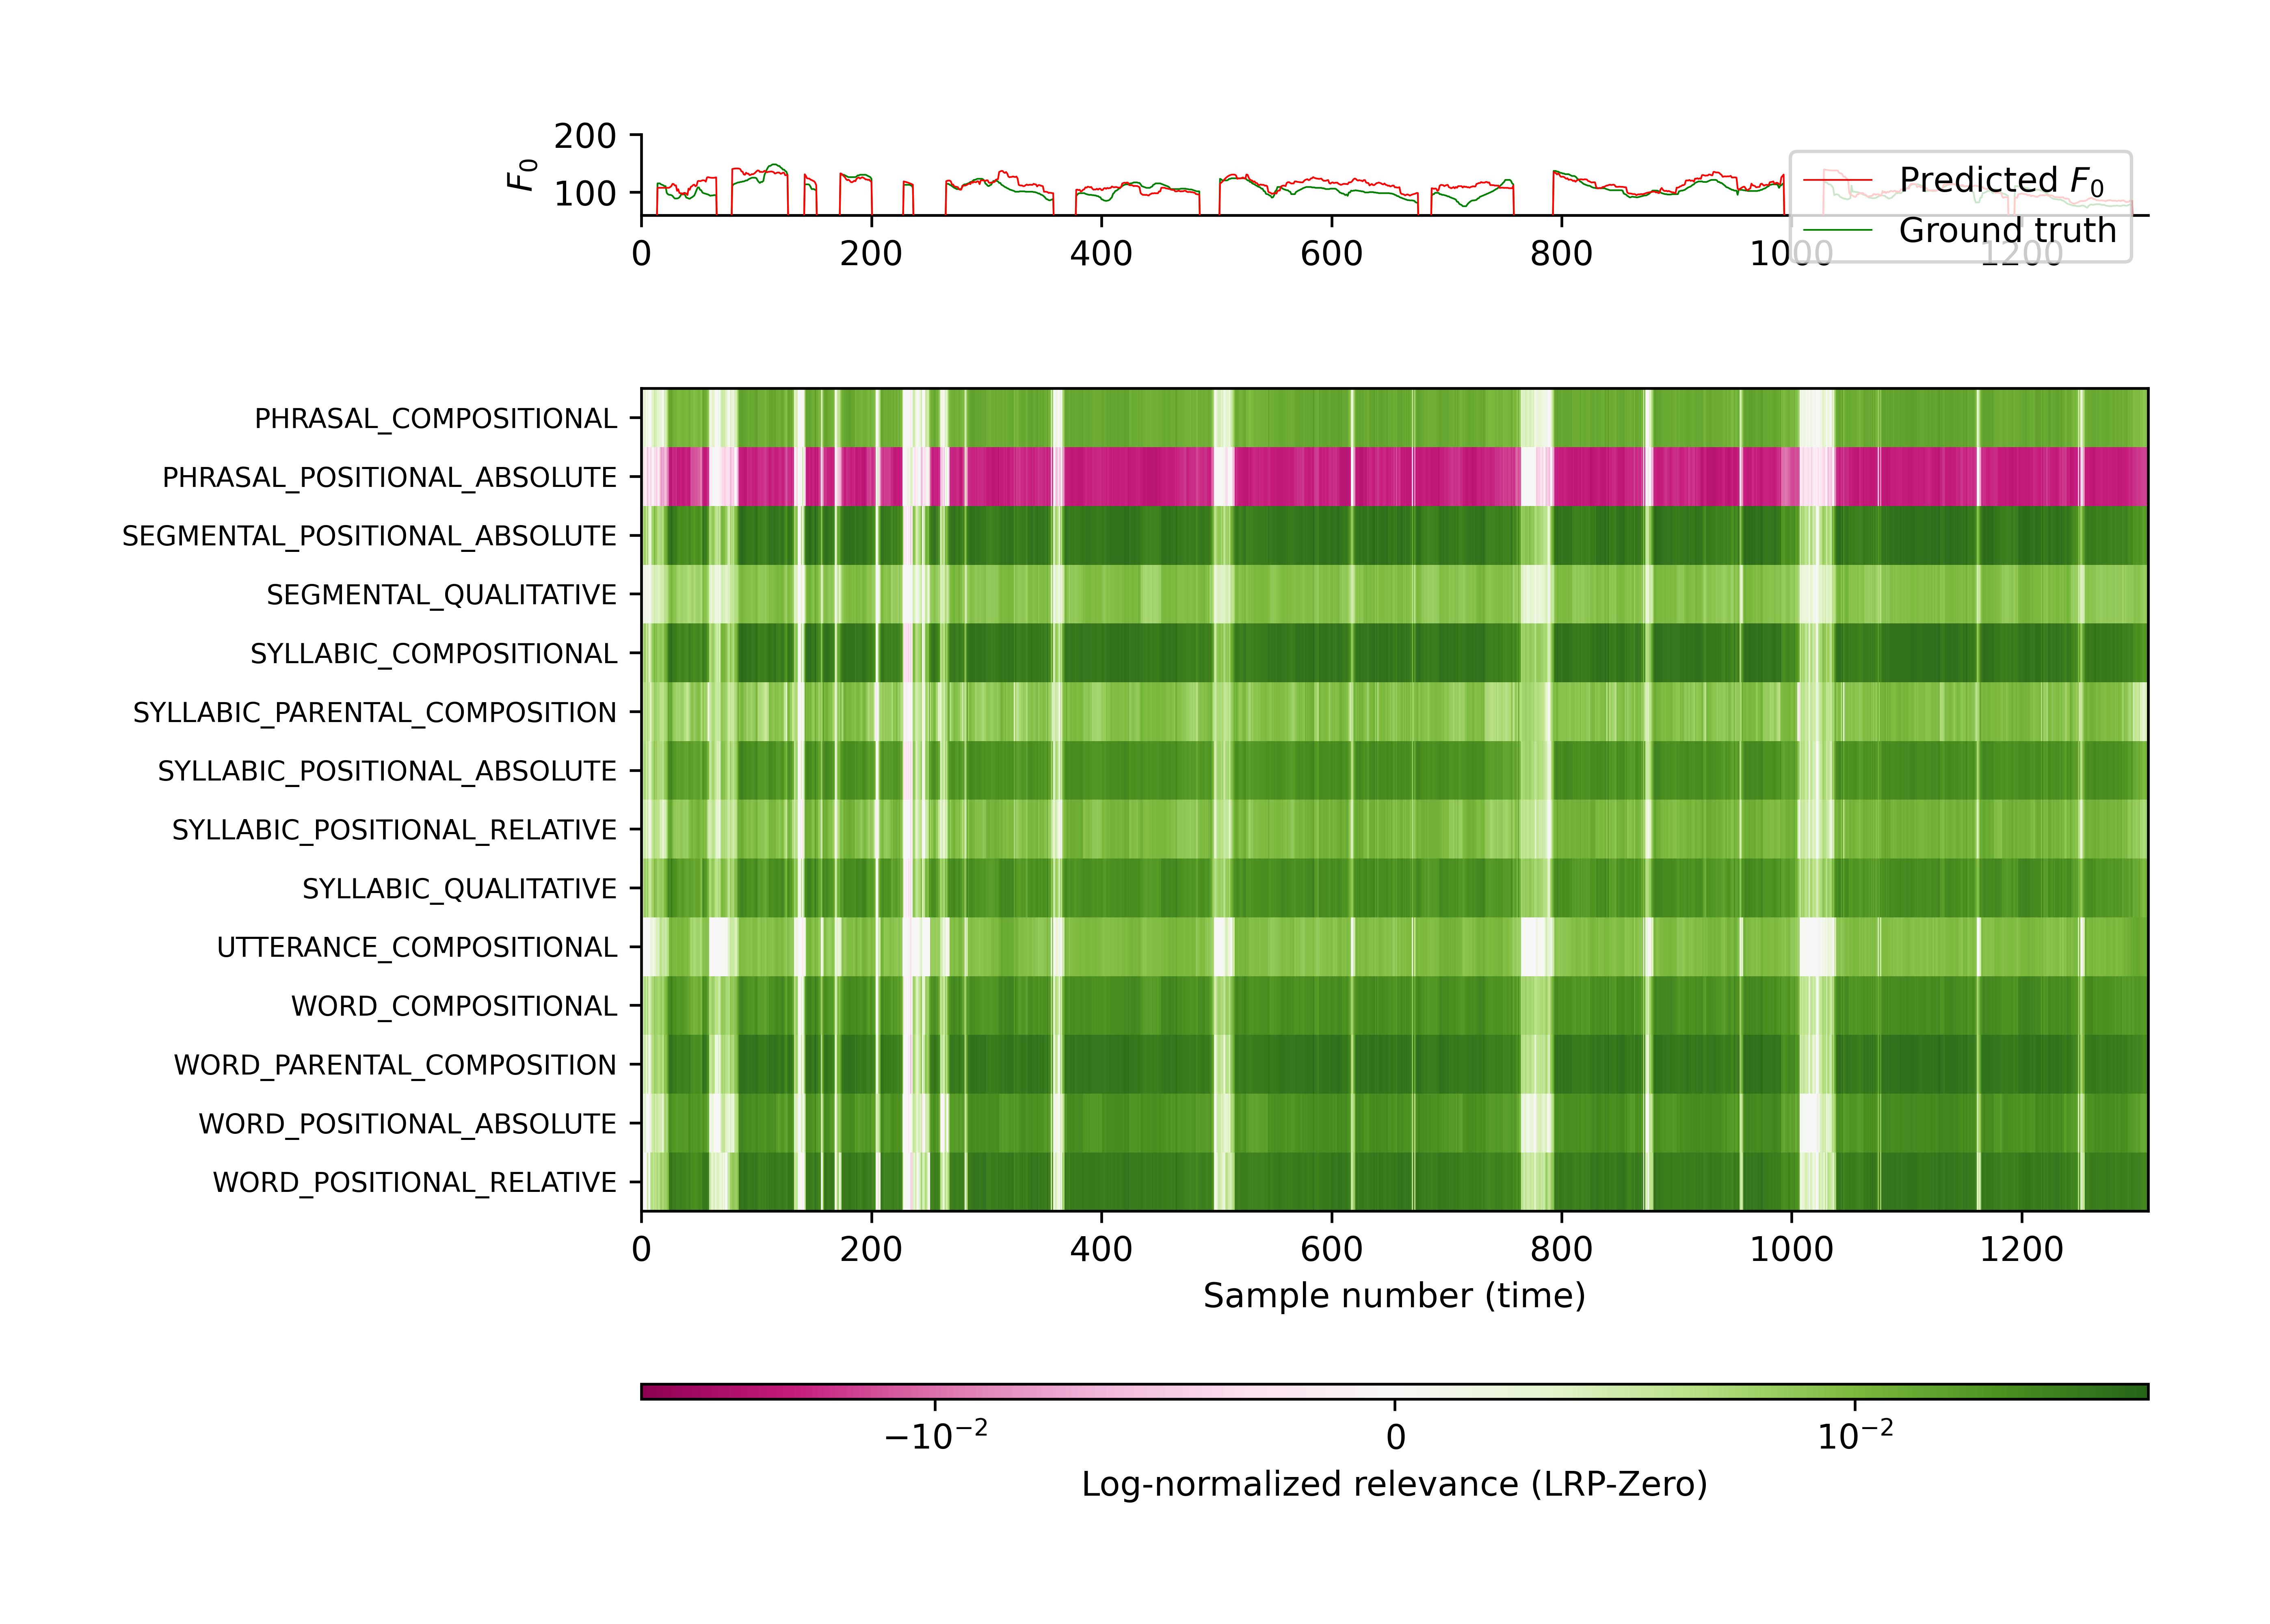 200
F₀
100
Predicted F₀
Ground truth
0 200 400 600 800 1000 1200
PHRASAL_COMPOSITIONAL
PHRASAL_POSITIONAL_ABSOLUTE
SEGMENTAL_POSITIONAL_ABSOLUTE
SEGMENTAL_QUALITATIVE
SYLLABIC_COMPOSITIONAL
SYLLABIC_PARENTAL_COMPOSITION
SYLLABIC_POSITIONAL_ABSOLUTE
SYLLABIC_POSITIONAL_RELATIVE
SYLLABIC_QUALITATIVE
UTTERANCE_COMPOSITIONAL
WORD_COMPOSITIONAL
WORD_PARENTAL_COMPOSITION
WORD_POSITIONAL_ABSOLUTE
WORD_POSITIONAL_RELATIVE
0 200 400 600 800 1000 1200
Sample number (time)
−10⁻² 0 10⁻²
Log-normalized relevance (LRP-Zero)